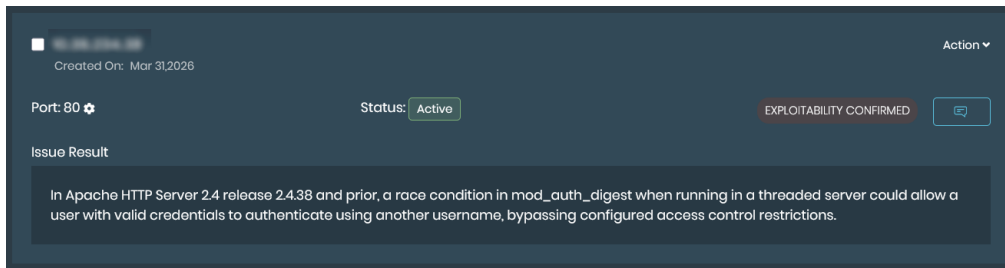 Action
Created On: Mar 31,2026
Port: 80
Status: Active
EXPLOITABILITY CONFIRMED
Issue Result
In Apache HTTP Server 2.4 release 2.4.38 and prior, a race condition in mod_auth_digest when running in a threaded server could allow a
user with valid credentials to authenticate using another username, bypassing configured access control restrictions.